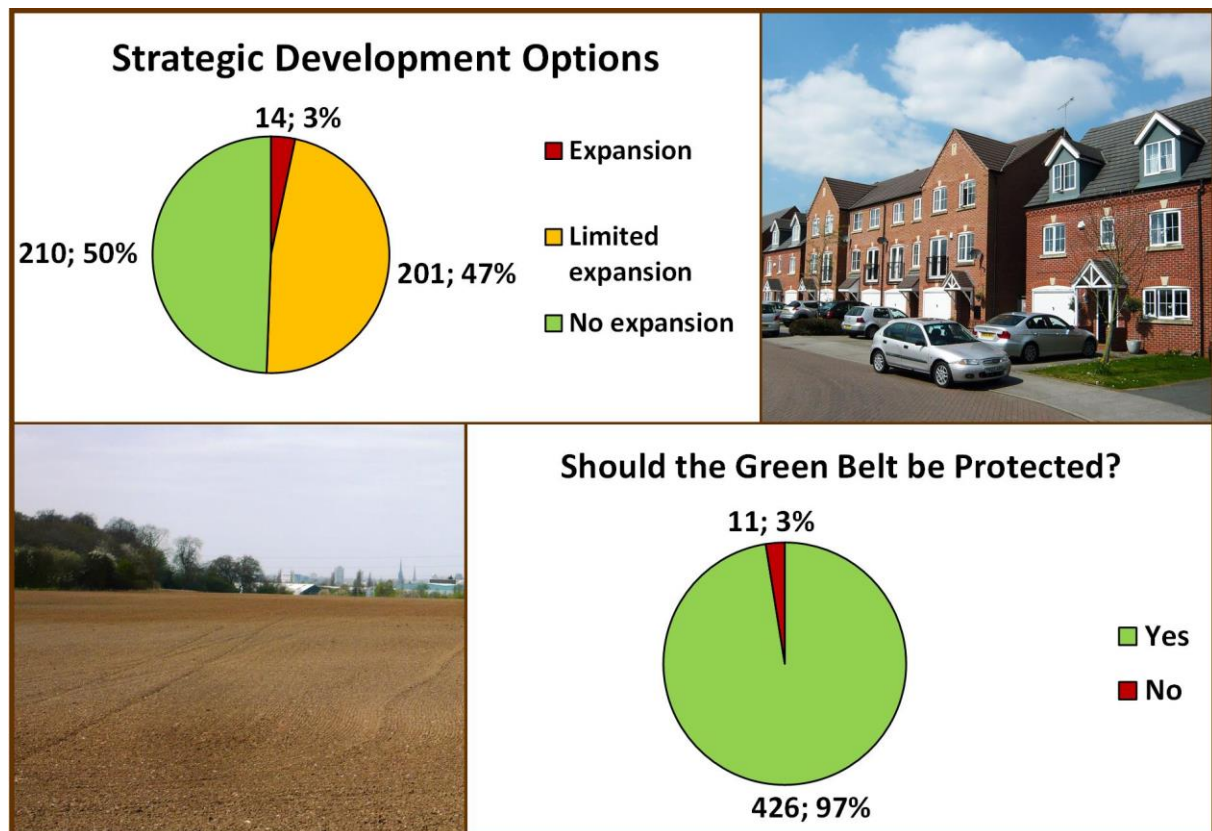 Strategic Development Options
14; 3%
Expansion
210; 50%
Limited
expansion
201; 47%
No expansion
Should the Green Belt be Protected?
11; 3%
Yes
No
426; 97%